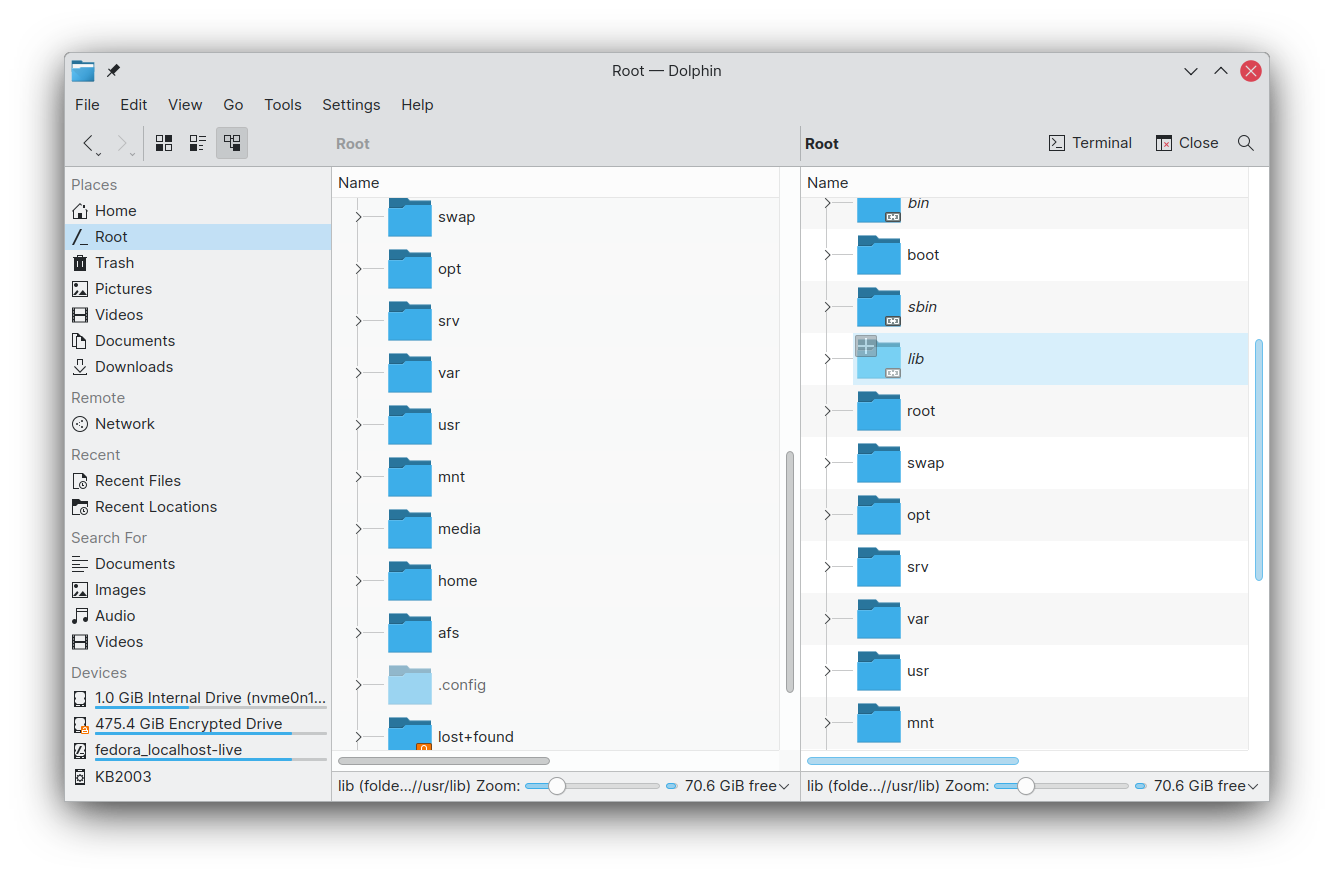 Root — Dolphin
File Edit View Go Tools Settings Help
Root
Root
Terminal
Close
Places
Home
Root
Trash
Pictures
Videos
Documents
Downloads
Remote
Network
Recent
Recent Files
Recent Locations
Search For
Documents
Images
Audio
Videos
Devices
1.0 GiB Internal Drive (nvme0n1...
475.4 GiB Encrypted Drive
fedora_localhost-live
KB2003
Name
swap
opt
srv
var
usr
mnt
media
home
afs
.config
lost+found
lib (folde...//usr/lib) Zoom: 70.6 GiB free
Name
bin
boot
sbin
lib
root
swap
opt
srv
var
usr
mnt
lib (folde...//usr/lib) Zoom: 70.6 GiB free